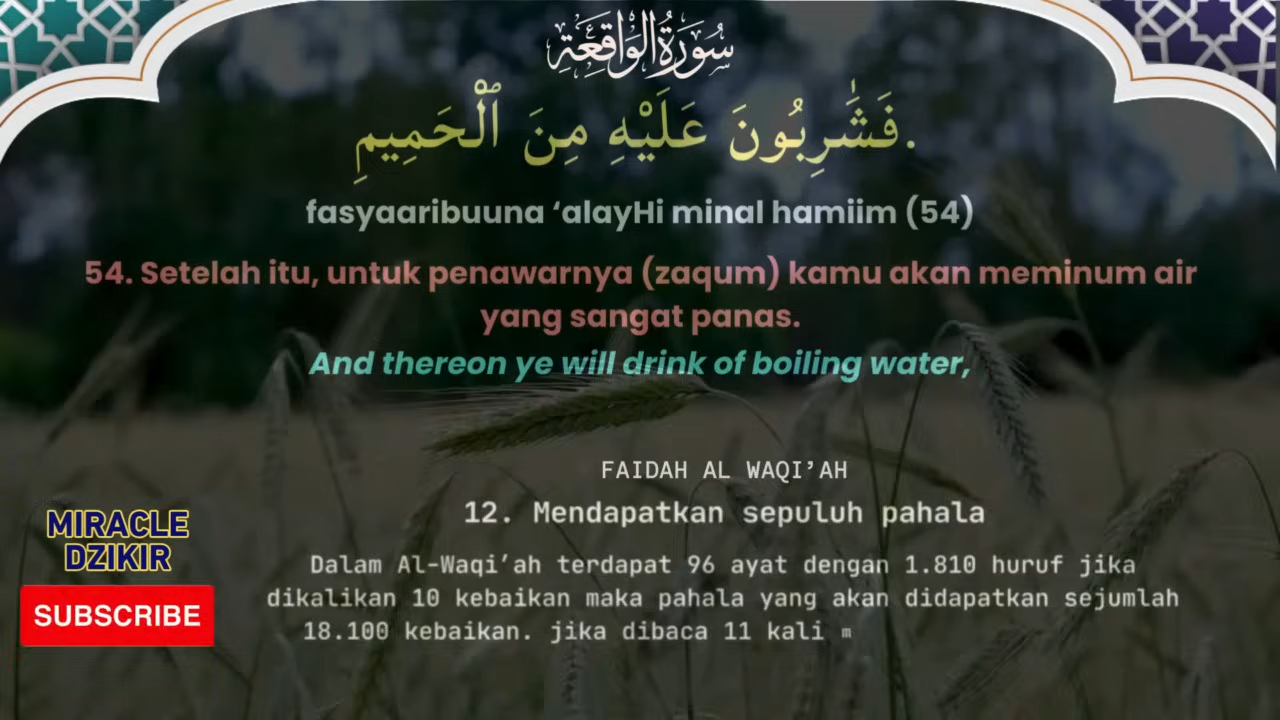 سُورَةُ الْوَاقِعَةِ
فَشَٰرِبُونَ عَلَيْهِ مِنَ ٱلْحَمِيمِ.
fasyaaribuuna ‘alayHi minal hamiim (54)
54. Setelah itu, untuk penawarnya (zaqum) kamu akan meminum air
yang sangat panas.
And thereon ye will drink of boiling water,
FAIDAH AL WAQI’AH
12. Mendapatkan sepuluh pahala
Dalam Al-Waqi’ah terdapat 96 ayat dengan 1.810 huruf jika
dikalikan 10 kebaikan maka pahala yang akan didapatkan sejumlah
18.100 kebaikan. jika dibaca 11 kali m
MIRACLE
DZIKIR
SUBSCRIBE